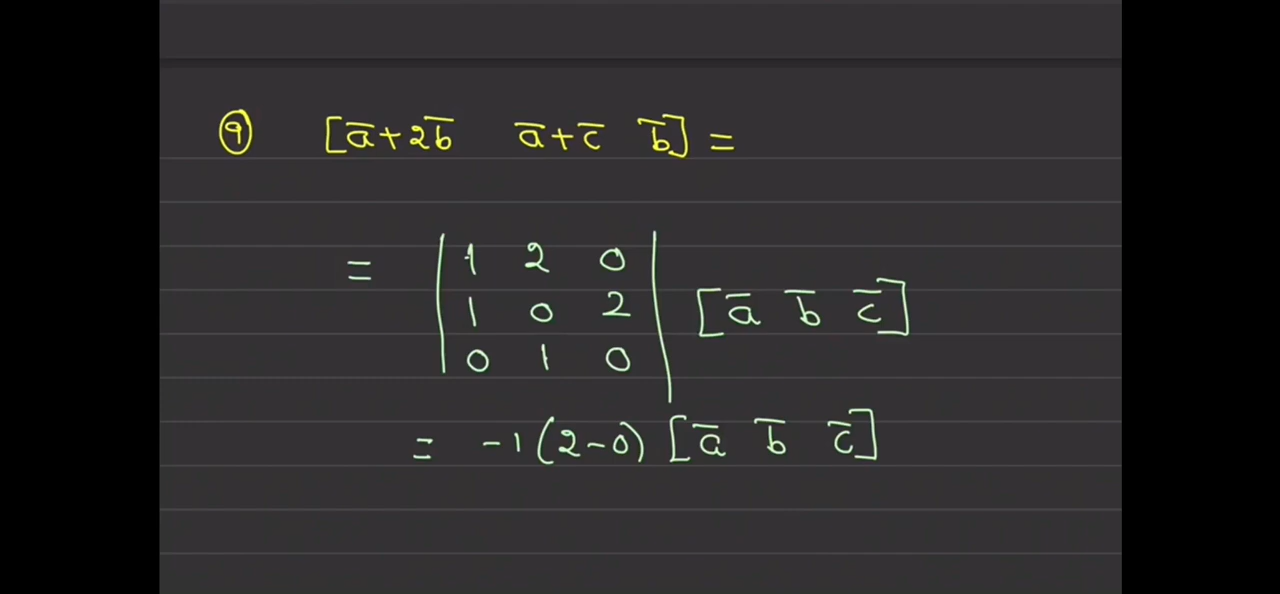 ⑨ [a̅+2b̅ a̅+c̅ b̅] =
= | 1 2 0 |
| 1 0 2 | [a̅ b̅ c̅]
| 0 1 0 |
= -1(2-0) [a̅ b̅ c̅]